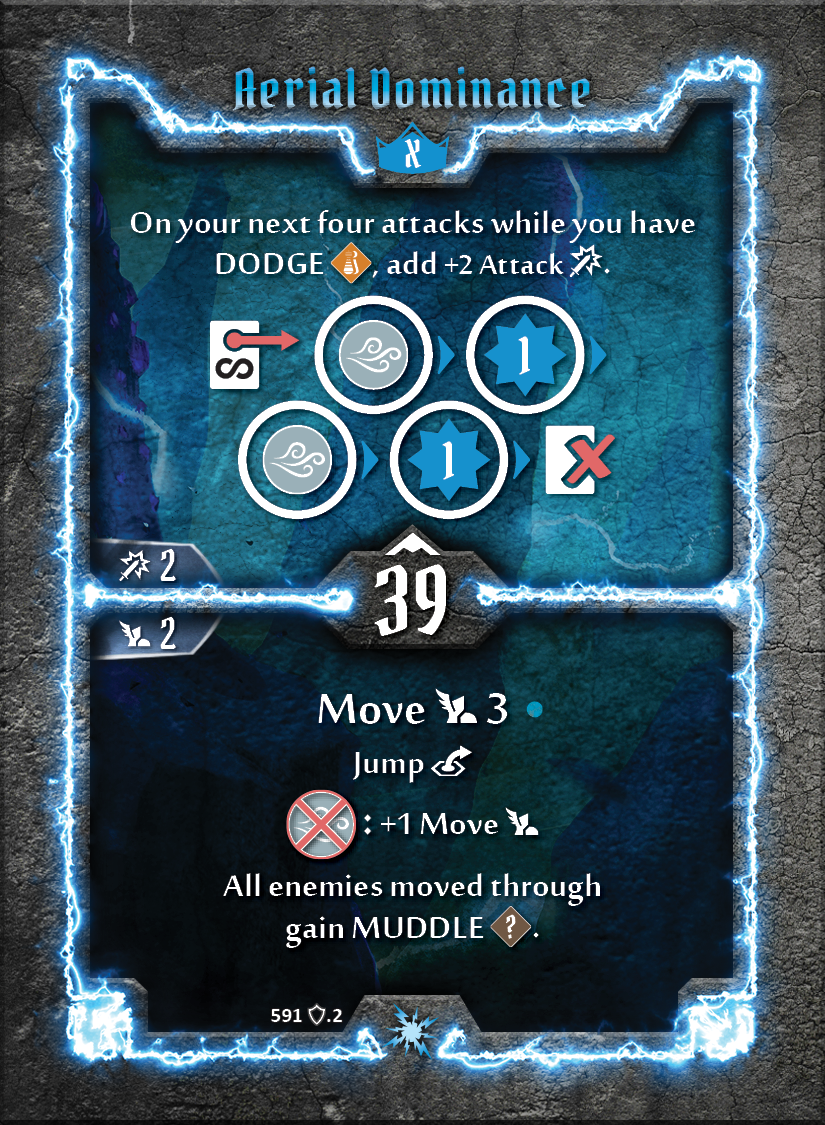 Aerial Dominance
X
On your next four attacks while you have
DODGE, add +2 Attack.
1
1
2
39
2
Move 3
Jump
: +1 Move
All enemies moved through
gain MUDDLE ?.
591 .2